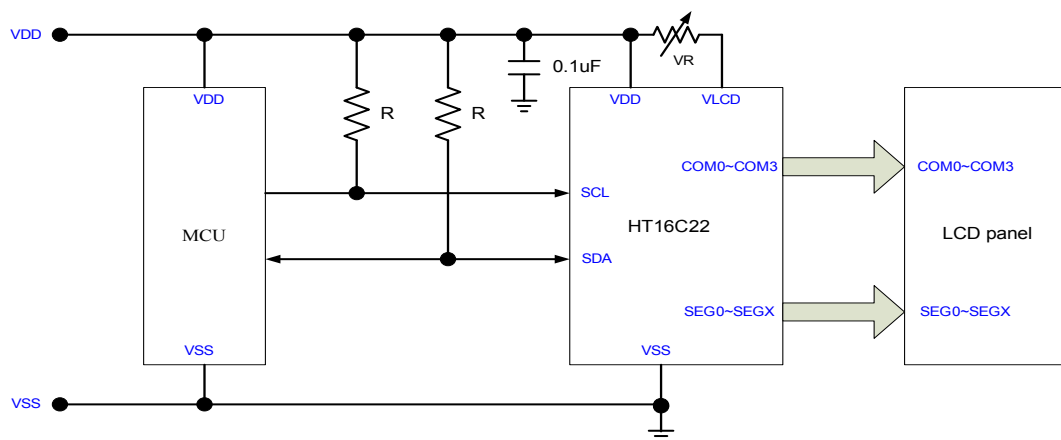 VDD
VR
0.1uF
VDD
R
R
VDD
VLCD
COM0~COM3
COM0~COM3
SCL
MCU
HT16C22
LCD panel
SDA
SEG0~SEGX
SEG0~SEGX
VSS
VSS
VSS